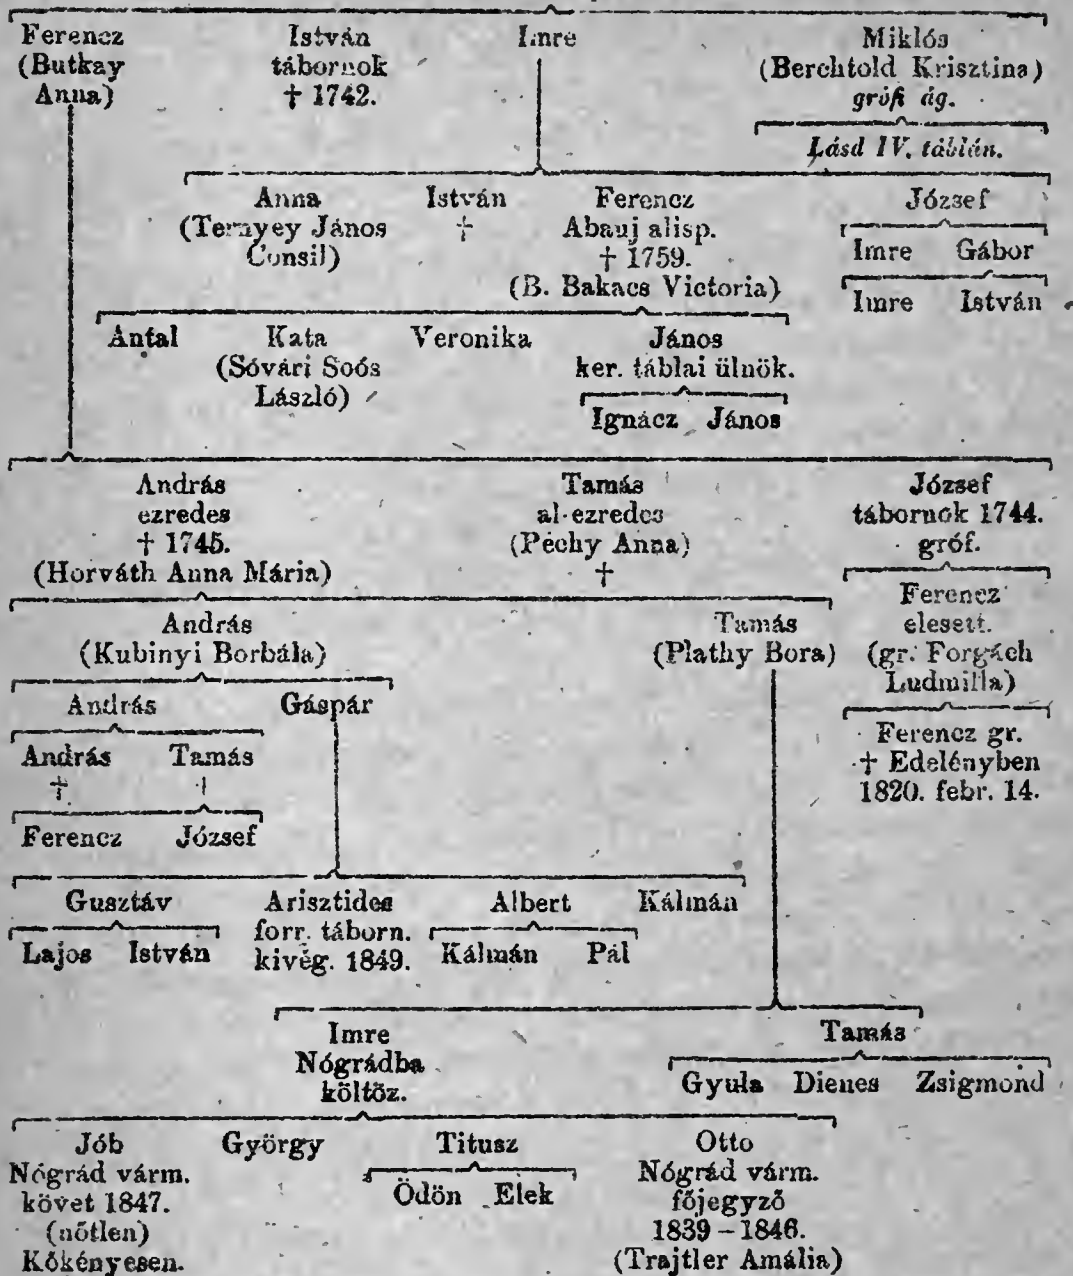 Ferencz István Imre Miklós
(Butkay tábornok (Berchtold Krisztina)
Anna) † 1742. grófi ág.
Lásd IV. táblán.
Anna István Ferencz József
(Ternyey János † Abauj alisp.
Consil) † 1759. Imre Gábor
(B. Bakacs Victoria) Imre István
Antal Kata Veronika János
(Sóvári Soós ker. táblai ülnök.
László)
Ignácz János
András Tamás József
ezredes al-ezredes tábornok 1744.
† 1745. (Péchy Anna) gróf.
(Horváth Anna Mária) †
Ferencz
András Tamás elesett.
(Kubinyi Borbála) (Plathy Bora) (gr. Forgách
Ludmilla)
András Gáspár
Ferencz gr.
András Tamás † Edelényben
† † 1820. febr. 14.
Ferencz József
Gusztáv Arisztides Albert Kálmán
forr. táborn.
Lajos István kivég. 1849. Kálmán Pál
Imre Tamás
Nógrádba
költöz. Gyula Dienes Zsigmond
Jób György Titusz Otto
Nógrád várm. Nógrád várm.
követ 1847. Ödön Elek főjegyző
(nőtlen) 1839–1846.
Kökényesen. (Trajtler Amália)